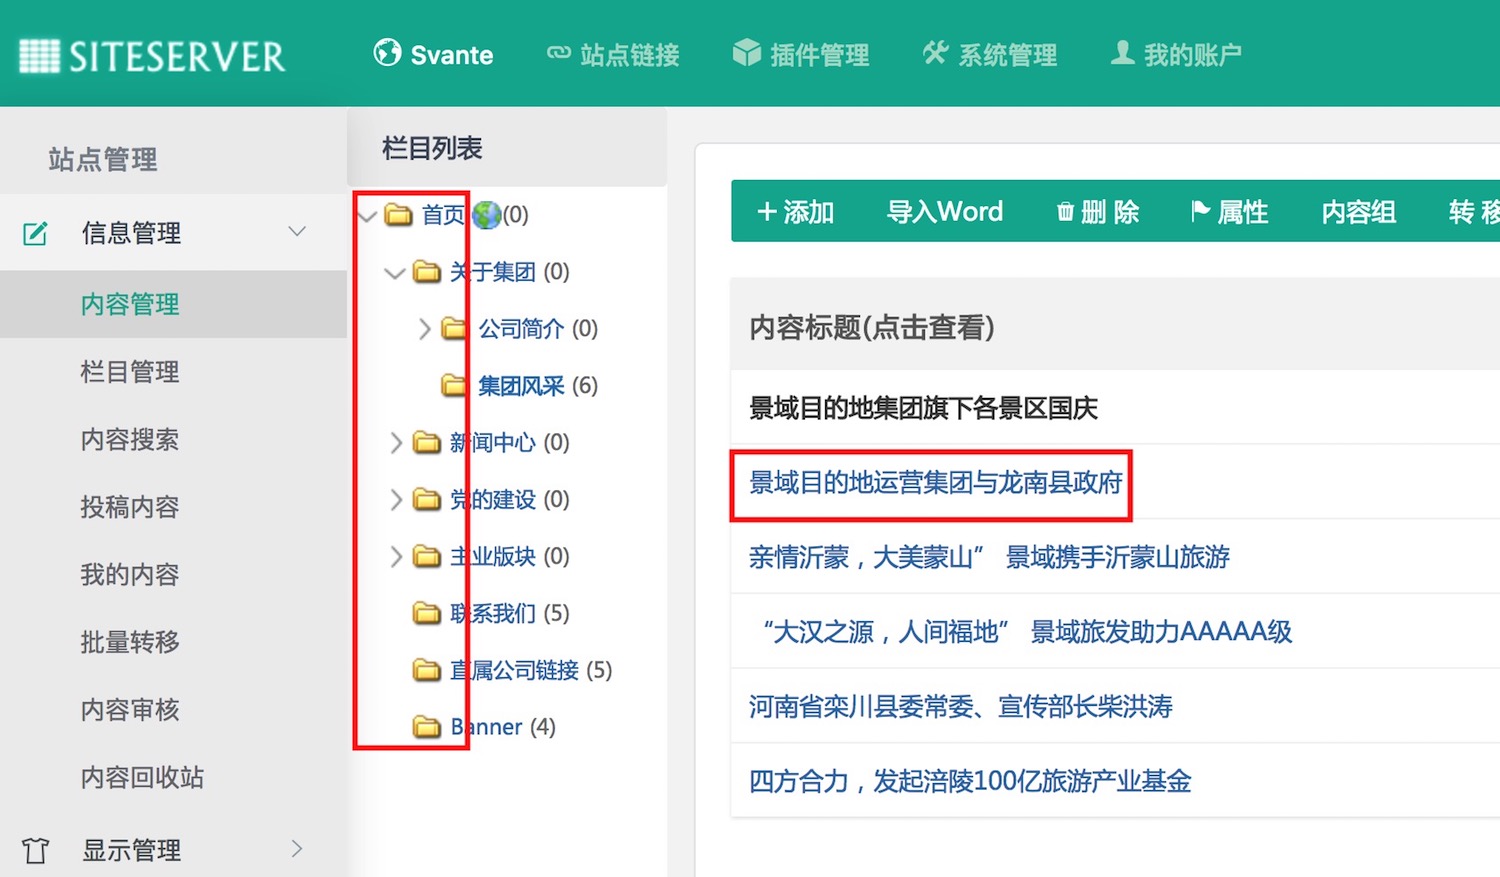 SITESERVER
Svante
站点链接
插件管理
系统管理
我的账户
站点管理
信息管理
内容管理
栏目管理
内容搜索
投稿内容
我的内容
批量转移
内容审核
内容回收站
显示管理
栏目列表
首页 (0)
关于集团 (0)
公司简介 (0)
集团风采 (6)
新闻中心 (0)
党的建设 (0)
主业版块 (0)
联系我们 (5)
直属公司链接 (5)
Banner (4)
+ 添加 导入Word 删 除 属性 内容组 转 移
内容标题(点击查看)
景域目的地集团旗下各景区国庆
景域目的地运营集团与龙南县政府
亲情沂蒙，大美蒙山” 景域携手沂蒙山旅游
“大汉之源，人间福地” 景域旅发助力AAAAA级
河南省栾川县委常委、宣传部长柴洪涛
四方合力，发起涪陵100亿旅游产业基金